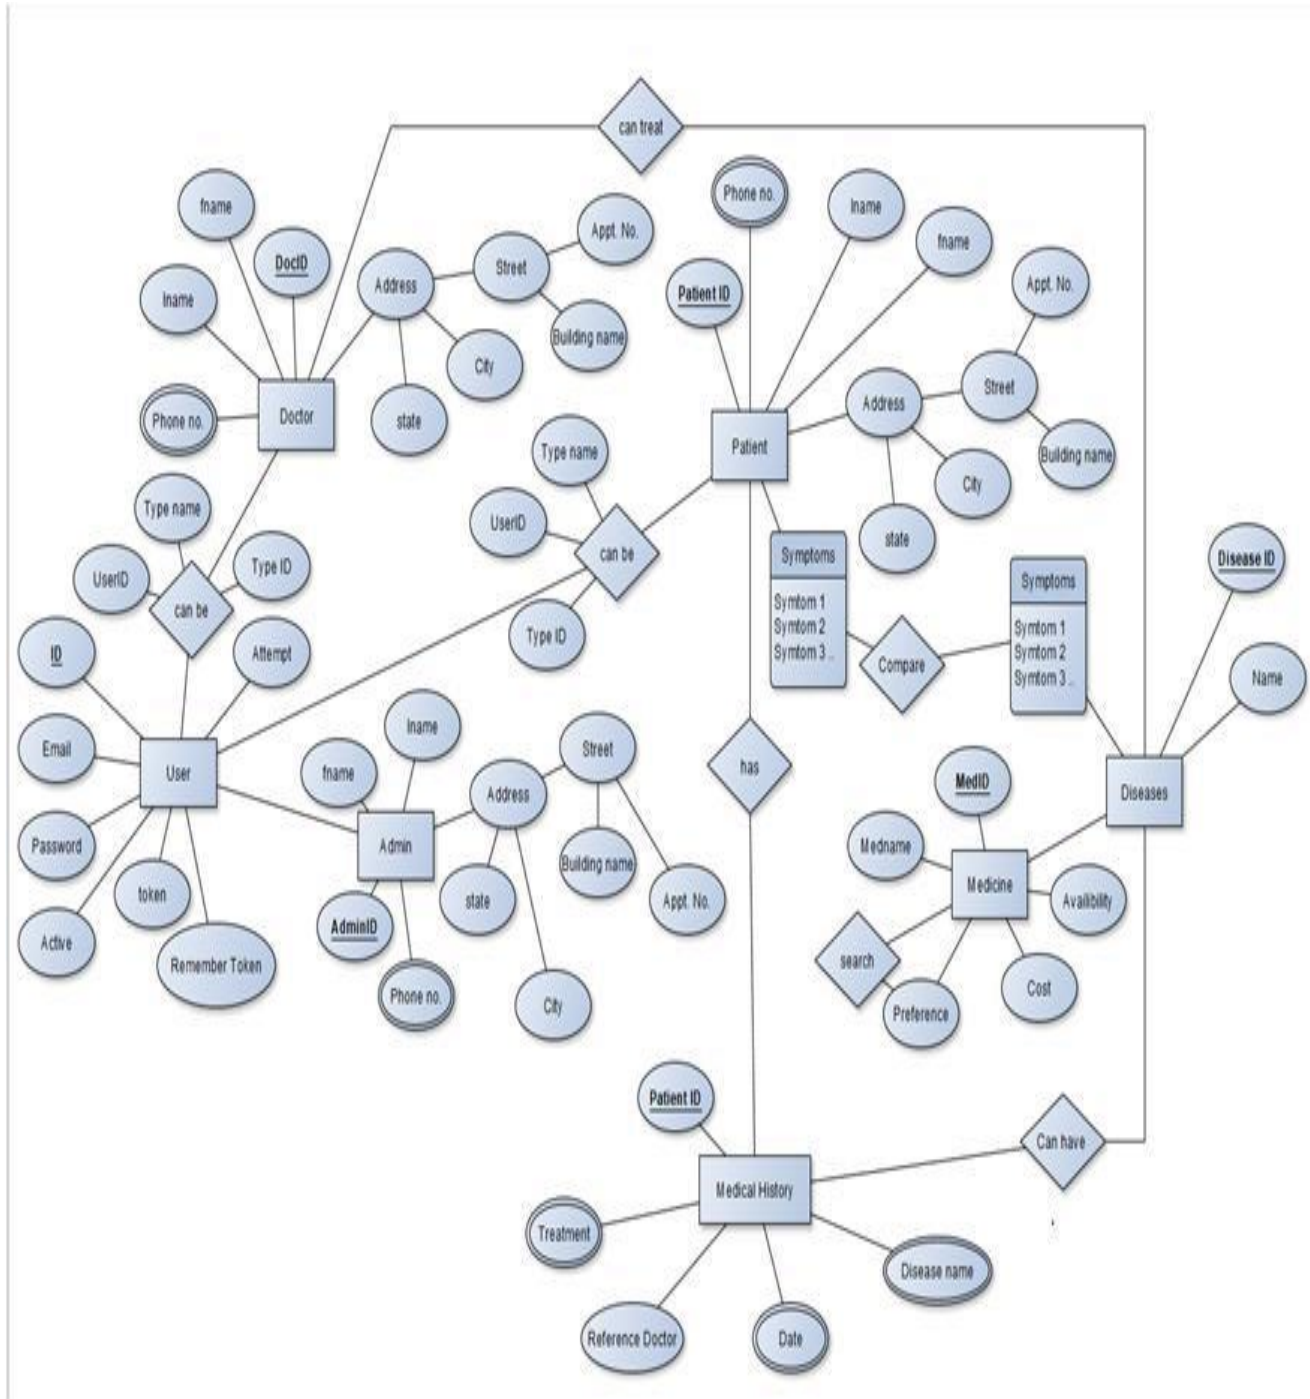 can treat
Phone no.
lname
fname
fname
Appt. No.
DocID
Street
Address
Patient ID
Appt. No.
lname
Building name
City
Street
Address
Phone no.
Doctor
state
Type name
Patient
Building name
City
Type name
UserID
state
can be
Symptoms
Symtom 1
Symtom 2
Symtom 3 ..
Symptoms
Symtom 1
Symtom 2
Symtom 3 ..
Disease ID
UserID
Type ID
can be
Type ID
ID
Attempt
Compare
Name
Email
User
lname
Street
fname
Address
has
MedID
Diseases
Password
Admin
Building name
Medname
Medicine
Availibility
token
state
Appt. No.
Active
AdminID
Remember Token
search
Phone no.
City
Preference
Cost
Patient ID
Can have
Medical History
Treatment
Disease name
Reference Doctor
Date